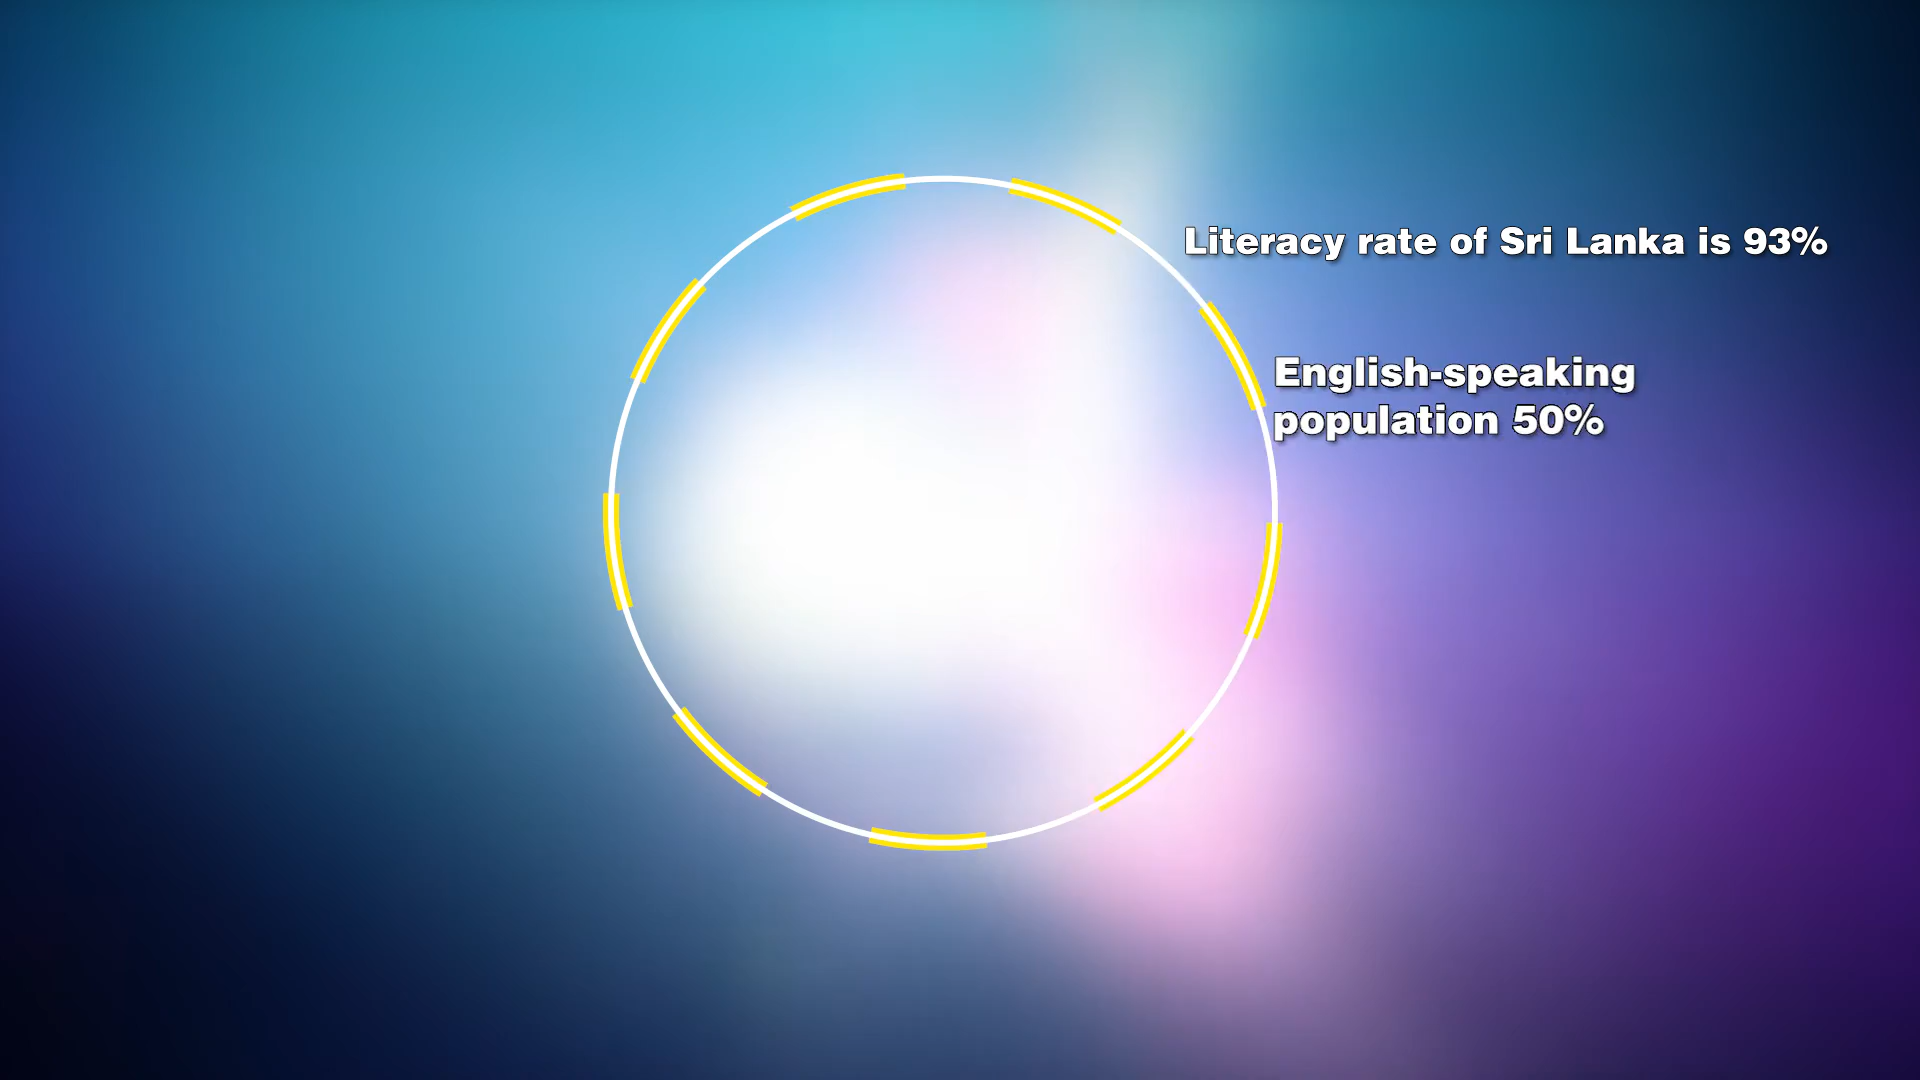 Literacy rate of Sri Lanka is 93%
English-speaking
population 50%